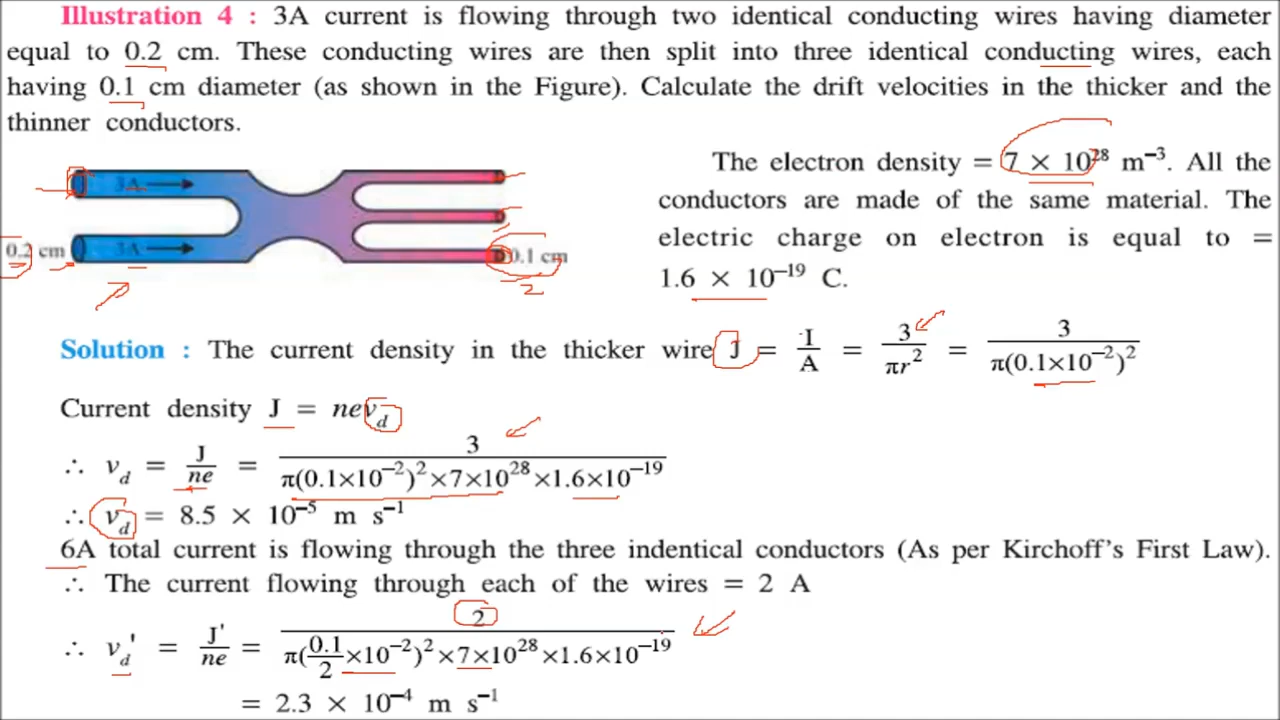 Illustration 4 : 3A current is flowing through two identical conducting wires having diameter
equal to 0.2 cm. These conducting wires are then split into three identical conducting wires, each
having 0.1 cm diameter (as shown in the Figure). Calculate the drift velocities in the thicker and the
thinner conductors.
The electron density = 7 × 10²⁸ m⁻³. All the
conductors are made of the same material. The
electric charge on electron is equal to =
1.6 × 10⁻¹⁹ C.
3A
3A
0.2 cm
0.1 cm
2
Solution : The current density in the thicker wire J = I/A = 3/πr² = 3/π(0.1×10⁻²)²
Current density J = nev_d
∴ v_d = J/ne = 3/π(0.1×10⁻²)²×7×10²⁸×1.6×10⁻¹⁹
∴ v_d = 8.5 × 10⁻⁵ m s⁻¹
6A total current is flowing through the three indentical conductors (As per Kirchoff's First Law).
∴ The current flowing through each of the wires = 2 A
∴ v_d' = J'/ne = 2/π(0.1/2×10⁻²)²×7×10²⁸×1.6×10⁻¹⁹
= 2.3 × 10⁻⁴ m s⁻¹